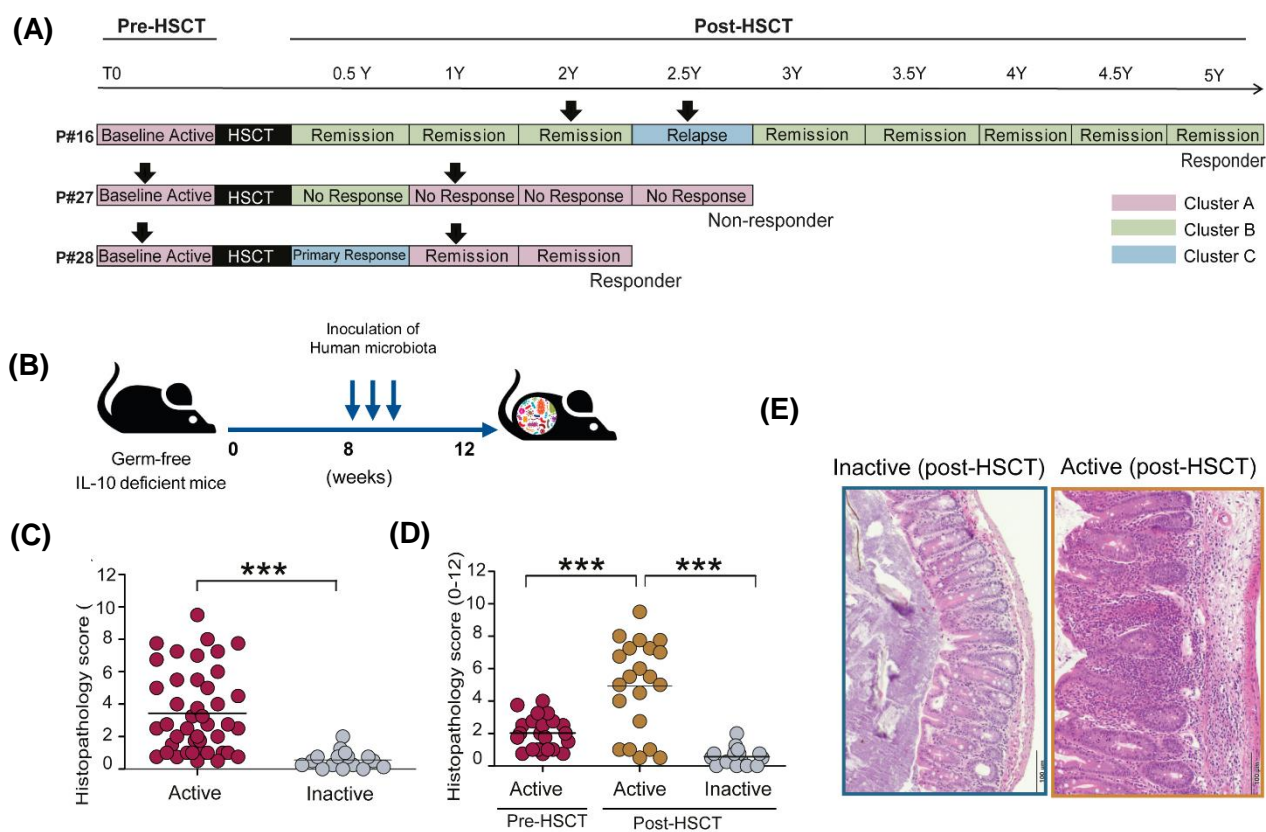 (A)
Pre-HSCT Post-HSCT
T0 0.5 Y 1Y 2Y 2.5Y 3Y 3.5Y 4Y 4.5Y 5Y
P#16 Baseline Active HSCT Remission Remission Remission Relapse Remission Remission Remission Remission Remission
Responder
P#27 Baseline Active HSCT No Response No Response No Response No Response
Non-responder
P#28 Baseline Active HSCT Primary Response Remission Remission
Responder
Cluster A
Cluster B
Cluster C
(B)
Inoculation of
Human microbiota
0 8 12
(weeks)
Germ-free
IL-10 deficient mice
(C)
Histopathology score (
12
10
8
6
4
2
0
***
Active Inactive
(D)
Histopathology score (0-12)
12
10
8
6
4
2
0
*** ***
Active Active Inactive
Pre-HSCT Post-HSCT
(E)
Inactive (post-HSCT) Active (post-HSCT)
100 µm
100 µm